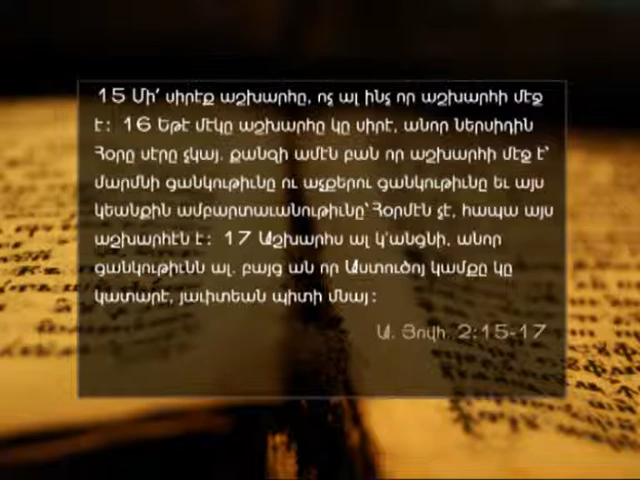 15 Մի՛ սիրէք աշխարհը, ոչ ալ ինչ որ աշխարհի մէջ
է: 16 Եթէ մէկը աշխարհը կը սիրէ, անոր ներսիդին
Հօրը սէրը չկայ. քանզի ամէն բան որ աշխարհի մէջ է՝
մարմնի ցանկութիւնը ու աչքերու ցանկութիւնը եւ այս
կեանքին ամբարտաւանութիւնը՝ Հօրմէն չէ, հապա այս
աշխարհէն է: 17 Աշխարհս ալ կ'անցնի, անոր
ցանկութիւնն ալ. բայց ան որ Աստուծոյ կամքը կը
կատարէ, յաւիտեան պիտի մնայ:
Ա. Յովհ. 2:15-17